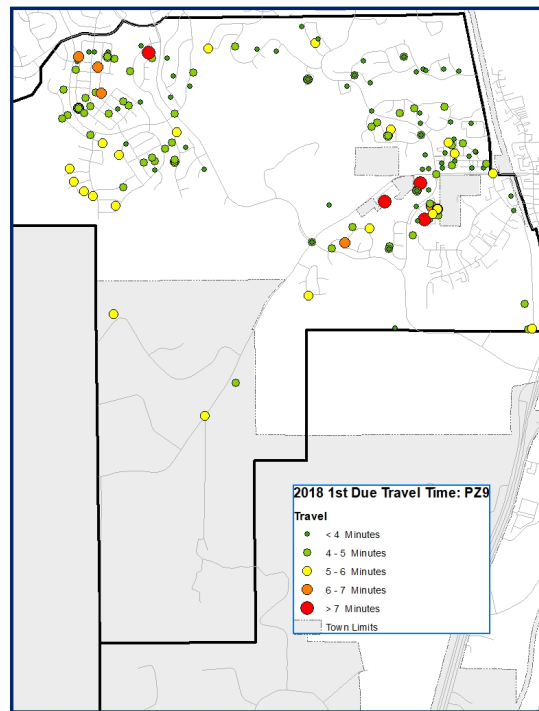 2018 1st Due Travel Time: PZ9
Travel
< 4 Minutes
4 - 5 Minutes
5 - 6 Minutes
6 - 7 Minutes
> 7 Minutes
Town Limits